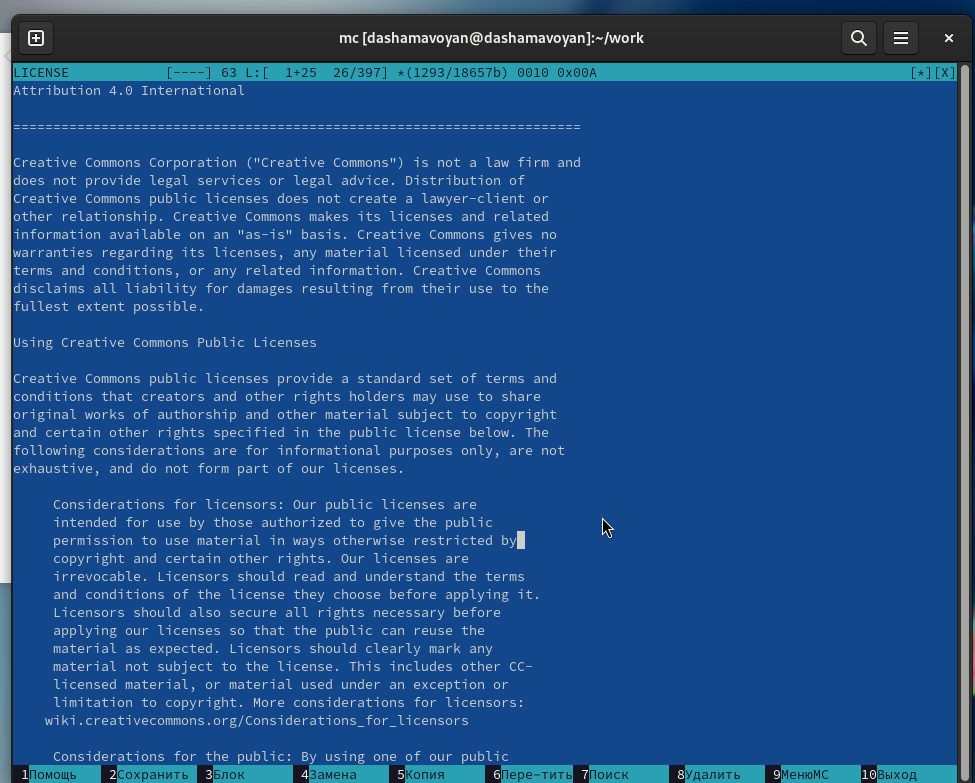 mc [dashamavoyan@dashamavoyan]:~/work
LICENSE [----] 63 L:[ 1+25 26/397] *(1293/18657b) 0010 0x00A [*][X]
Attribution 4.0 International
=======================================================================
Creative Commons Corporation ("Creative Commons") is not a law firm and
does not provide legal services or legal advice. Distribution of
Creative Commons public licenses does not create a lawyer-client or
other relationship. Creative Commons makes its licenses and related
information available on an "as-is" basis. Creative Commons gives no
warranties regarding its licenses, any material licensed under their
terms and conditions, or any related information. Creative Commons
disclaims all liability for damages resulting from their use to the
fullest extent possible.
Using Creative Commons Public Licenses
Creative Commons public licenses provide a standard set of terms and
conditions that creators and other rights holders may use to share
original works of authorship and other material subject to copyright
and certain other rights specified in the public license below. The
following considerations are for informational purposes only, are not
exhaustive, and do not form part of our licenses.
Considerations for licensors: Our public licenses are
intended for use by those authorized to give the public
permission to use material in ways otherwise restricted by
copyright and certain other rights. Our licenses are
irrevocable. Licensors should read and understand the terms
and conditions of the license they choose before applying it.
Licensors should also secure all rights necessary before
applying our licenses so that the public can reuse the
material as expected. Licensors should clearly mark any
material not subject to the license. This includes other CC-
licensed material, or material used under an exception or
limitation to copyright. More considerations for licensors:
wiki.creativecommons.org/Considerations_for_licensors
Considerations for the public: By using one of our public
1Помощь 2Сохранить 3Блок 4Замена 5Копия 6Пере~тить 7Поиск 8Удалить 9МенюMC 10Выход